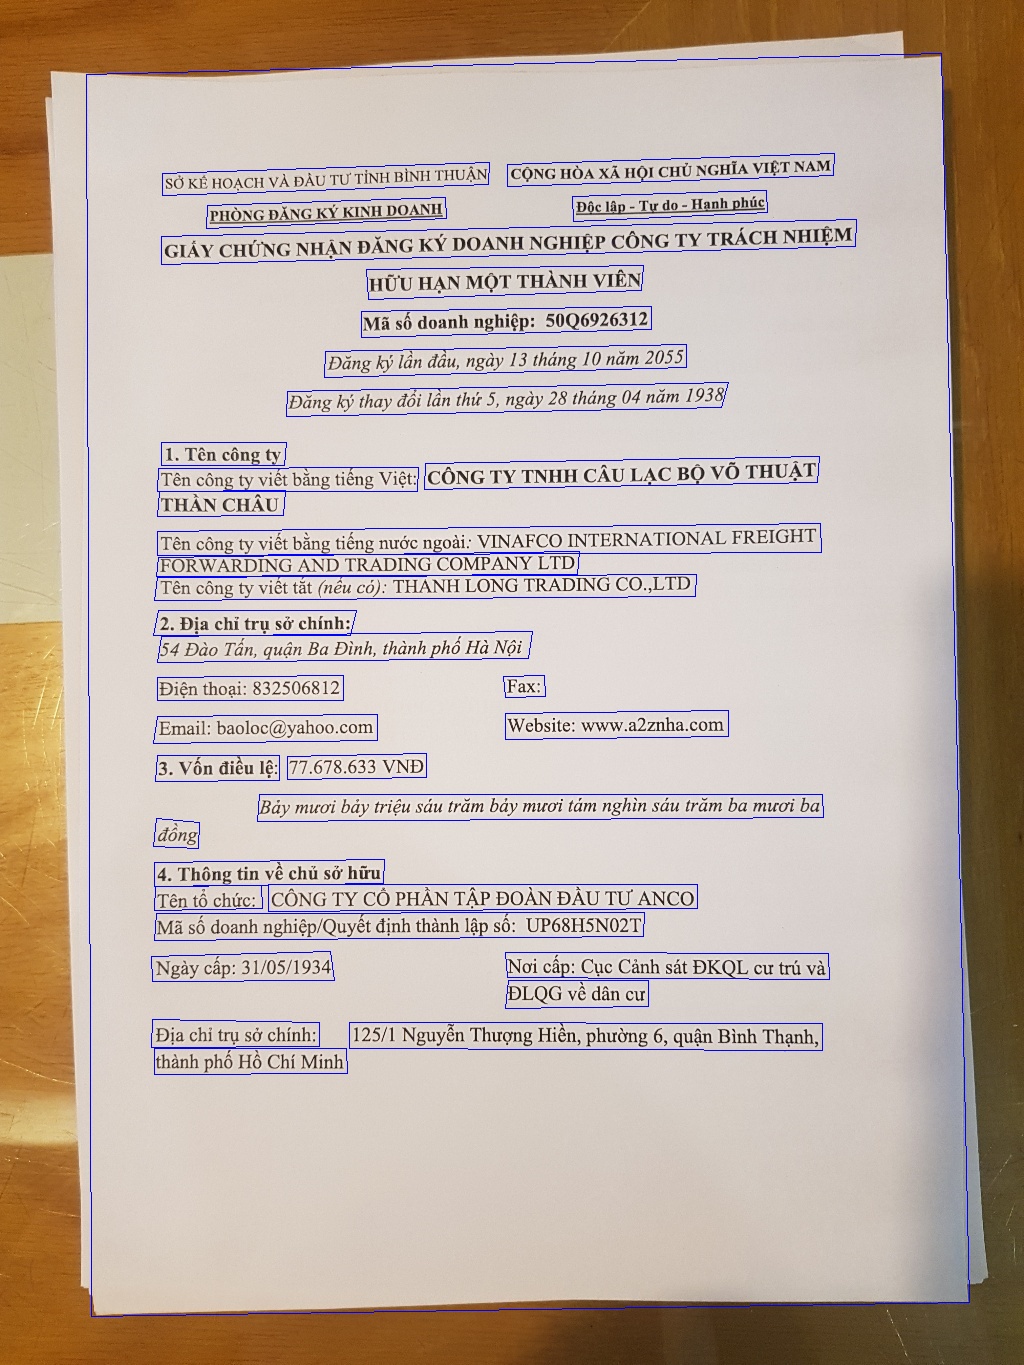 SỞ KẾ HOẠCH VÀ ĐẦU TƯ TỈNH BÌNH THUẬN
CỘNG HÒA XÃ HỘI CHỦ NGHĨA VIỆT NAM
PHÒNG ĐĂNG KÝ KINH DOANH
Độc lập - Tự do - Hạnh phúc
GIẤY CHỨNG NHẬN ĐĂNG KÝ DOANH NGHIỆP CÔNG TY TRÁCH NHIỆM
HỮU HẠN MỘT THÀNH VIÊN
Mã số doanh nghiệp: 50Q6926312
Đăng ký lần đầu, ngày 13 tháng 10 năm 2055
Đăng ký thay đổi lần thứ 5, ngày 28 tháng 04 năm 1938
1. Tên công ty
Tên công ty viết bằng tiếng Việt: CÔNG TY TNHH CÂU LẠC BỘ VÕ THUẬT
THẦN CHÂU
Tên công ty viết bằng tiếng nước ngoài: VINAFCO INTERNATIONAL FREIGHT
FORWARDING AND TRADING COMPANY LTD
Tên công ty viết tắt (nếu có): THANH LONG TRADING CO.,LTD
2. Địa chỉ trụ sở chính:
54 Đào Tấn, quận Ba Đình, thành phố Hà Nội
Điện thoại: 832506812
Fax:
Email: baoloc@yahoo.com
Website: www.a2znha.com
3. Vốn điều lệ: 77.678.633 VNĐ
Bảy mươi bảy triệu sáu trăm bảy mươi tám nghìn sáu trăm ba mươi ba
đồng
4. Thông tin về chủ sở hữu
Tên tổ chức: CÔNG TY CỔ PHẦN TẬP ĐOÀN ĐẦU TƯ ANCO
Mã số doanh nghiệp/Quyết định thành lập số: UP68H5N02T
Ngày cấp: 31/05/1934
Nơi cấp: Cục Cảnh sát ĐKQL cư trú và
ĐLQG về dân cư
Địa chỉ trụ sở chính: 125/1 Nguyễn Thượng Hiền, phường 6, quận Bình Thạnh,
thành phố Hồ Chí Minh